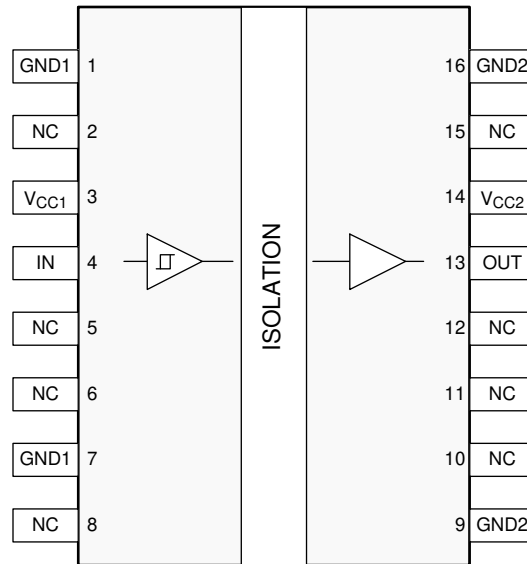 GND1 1 16 GND2
NC 2 15 NC
VCC1 3 14 VCC2
IN 4 13 OUT
NC 5 12 NC
NC 6 11 NC
GND1 7 10 NC
NC 8 9 GND2
ISOLATION